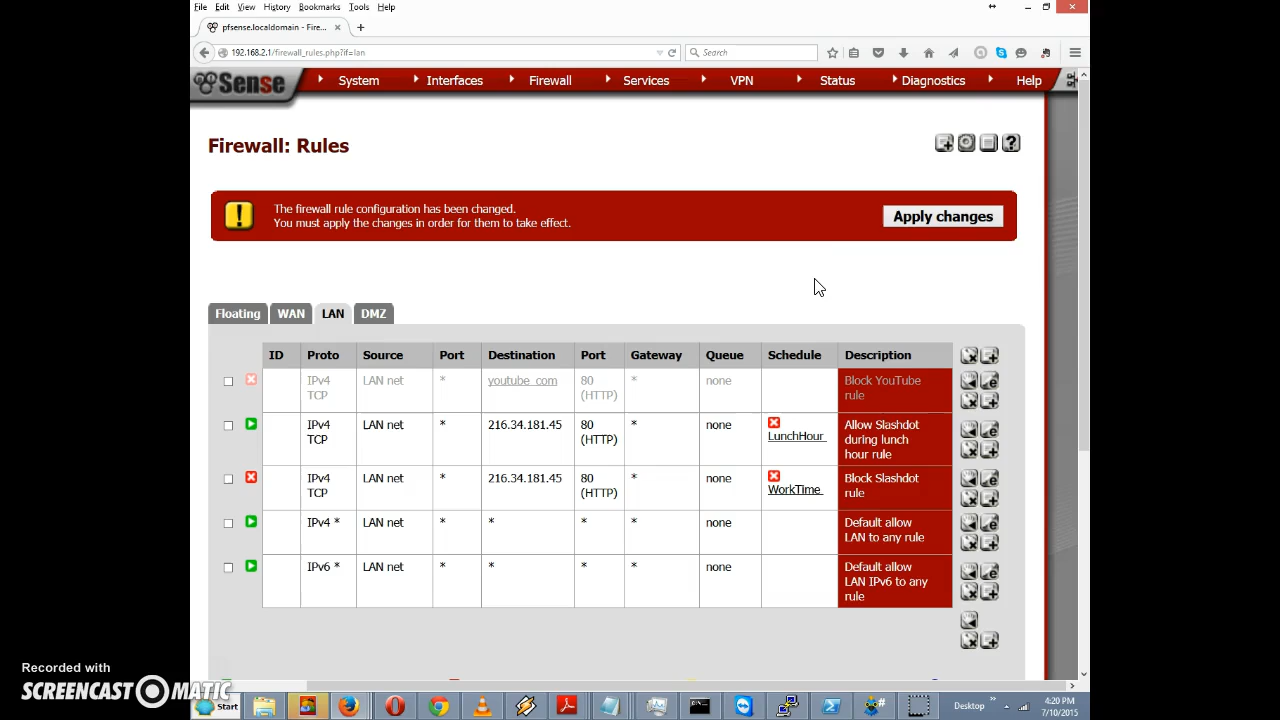 File Edit View History Bookmarks Tools Help
pfsense.localdomain - Fire...
192.168.2.1/firewall_rules.php?if=lan
Search
Sense System Interfaces Firewall Services VPN Status Diagnostics Help
Firewall: Rules
The firewall rule configuration has been changed.
You must apply the changes in order for them to take effect.
Apply changes
Floating WAN LAN DMZ
ID Proto Source Port Destination Port Gateway Queue Schedule Description
IPv4 TCP LAN net * youtube_com 80 (HTTP) * none Block YouTube rule
IPv4 TCP LAN net * 216.34.181.45 80 (HTTP) * none LunchHour Allow Slashdot during lunch hour rule
IPv4 TCP LAN net * 216.34.181.45 80 (HTTP) * none WorkTime Block Slashdot rule
IPv4 * LAN net * * * * none Default allow LAN to any rule
IPv6 * LAN net * * * * none Default allow LAN IPv6 to any rule
Recorded with
SCREENCAST MATIC
Start
Desktop
4:20 PM
7/10/2015